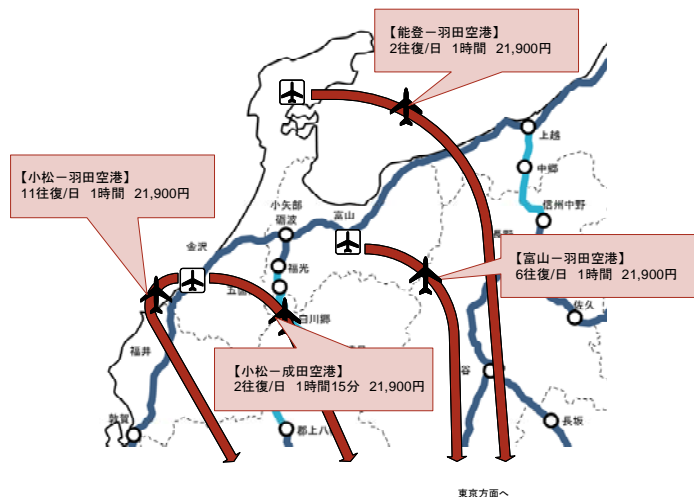 【能登－羽田空港】
2往復/日 1時間 21,900円
上越
中郷
信州中野
【小松－羽田空港】
11往復/日 1時間 21,900円
小矢部
砺波
富山
金沢
福光
【富山－羽田空港】
6往復/日 1時間 21,900円
佐久
白川郷
福井
【小松－成田空港】
2往復/日 1時間15分 21,900円
谷
敦賀
郡上八
長坂
東京方面へ